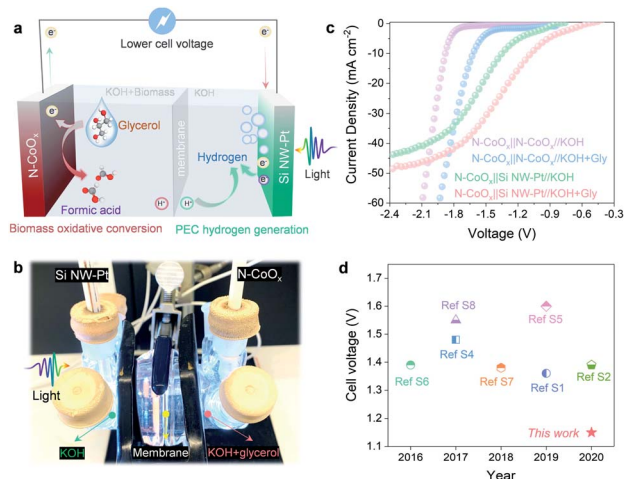 a
e-
Lower cell voltage
e-
KOH+Biomass
KOH
N-CoOx
e-
Glycerol
membrane
Hydrogen
e-
Si NW-Pt
Light
Formic acid
H+
H+
Biomass oxidative conversion
PEC hydrogen generation
b
Si NW-Pt
N-CoOx
Light
KOH
Membrane
KOH+glycerol
c
Current Density (mA cm-2)
0
-10
-20
-30
-40
-50
-60
N-CoOx||N-CoOx//KOH
N-CoOx||N-CoOx//KOH+Gly
N-CoOx||Si NW-Pt//KOH
N-CoOx||Si NW-Pt//KOH+Gly
-2.4
-2.1
-1.8
-1.5
-1.2
-0.9
-0.6
-0.3
Voltage (V)
d
Cell voltage (V)
1.7
1.6
1.5
1.4
1.3
1.2
1.1
Ref S8
Ref S5
Ref S4
Ref S6
Ref S7
Ref S1
Ref S2
This work
2016
2017
2018
2019
2020
Year